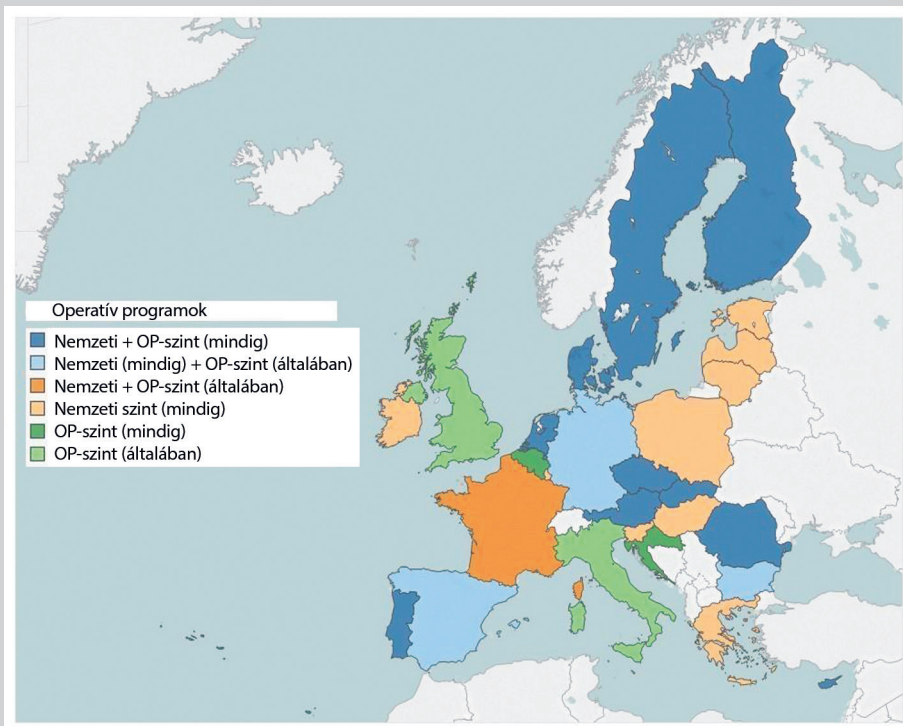 Operatív programok
Nemzeti + OP-szint (mindig)
Nemzeti (mindig) + OP-szint (általában)
Nemzeti + OP-szint (általában)
Nemzeti szint (mindig)
OP-szint (mindig)
OP-szint (általában)